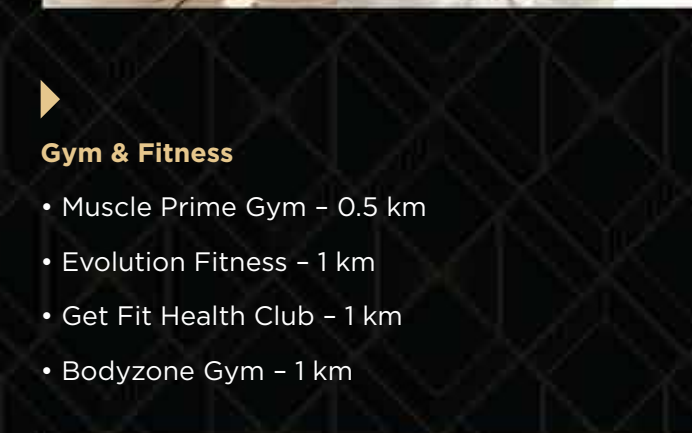 Gym & Fitness
• Muscle Prime Gym – 0.5 km
• Evolution Fitness – 1 km
• Get Fit Health Club – 1 km
• Bodyzone Gym – 1 km